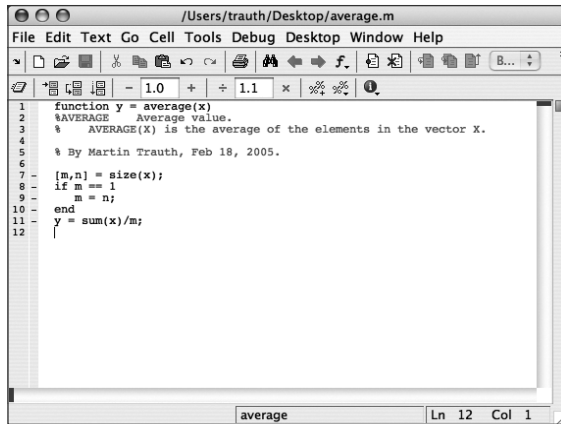 /Users/trauth/Desktop/average.m
File Edit Text Go Cell Tools Debug Desktop Window Help
B...
- 1.0 + ÷ 1.1 ×
1 function y = average(x)
2 %AVERAGE    Average value.
3 %    AVERAGE(X) is the average of the elements in the vector X.
4
5 % By Martin Trauth, Feb 18, 2005.
6
7 - [m,n] = size(x);
8 - if m == 1
9 -    m = n;
10 - end
11 - y = sum(x)/m;
12
average Ln 12 Col 1